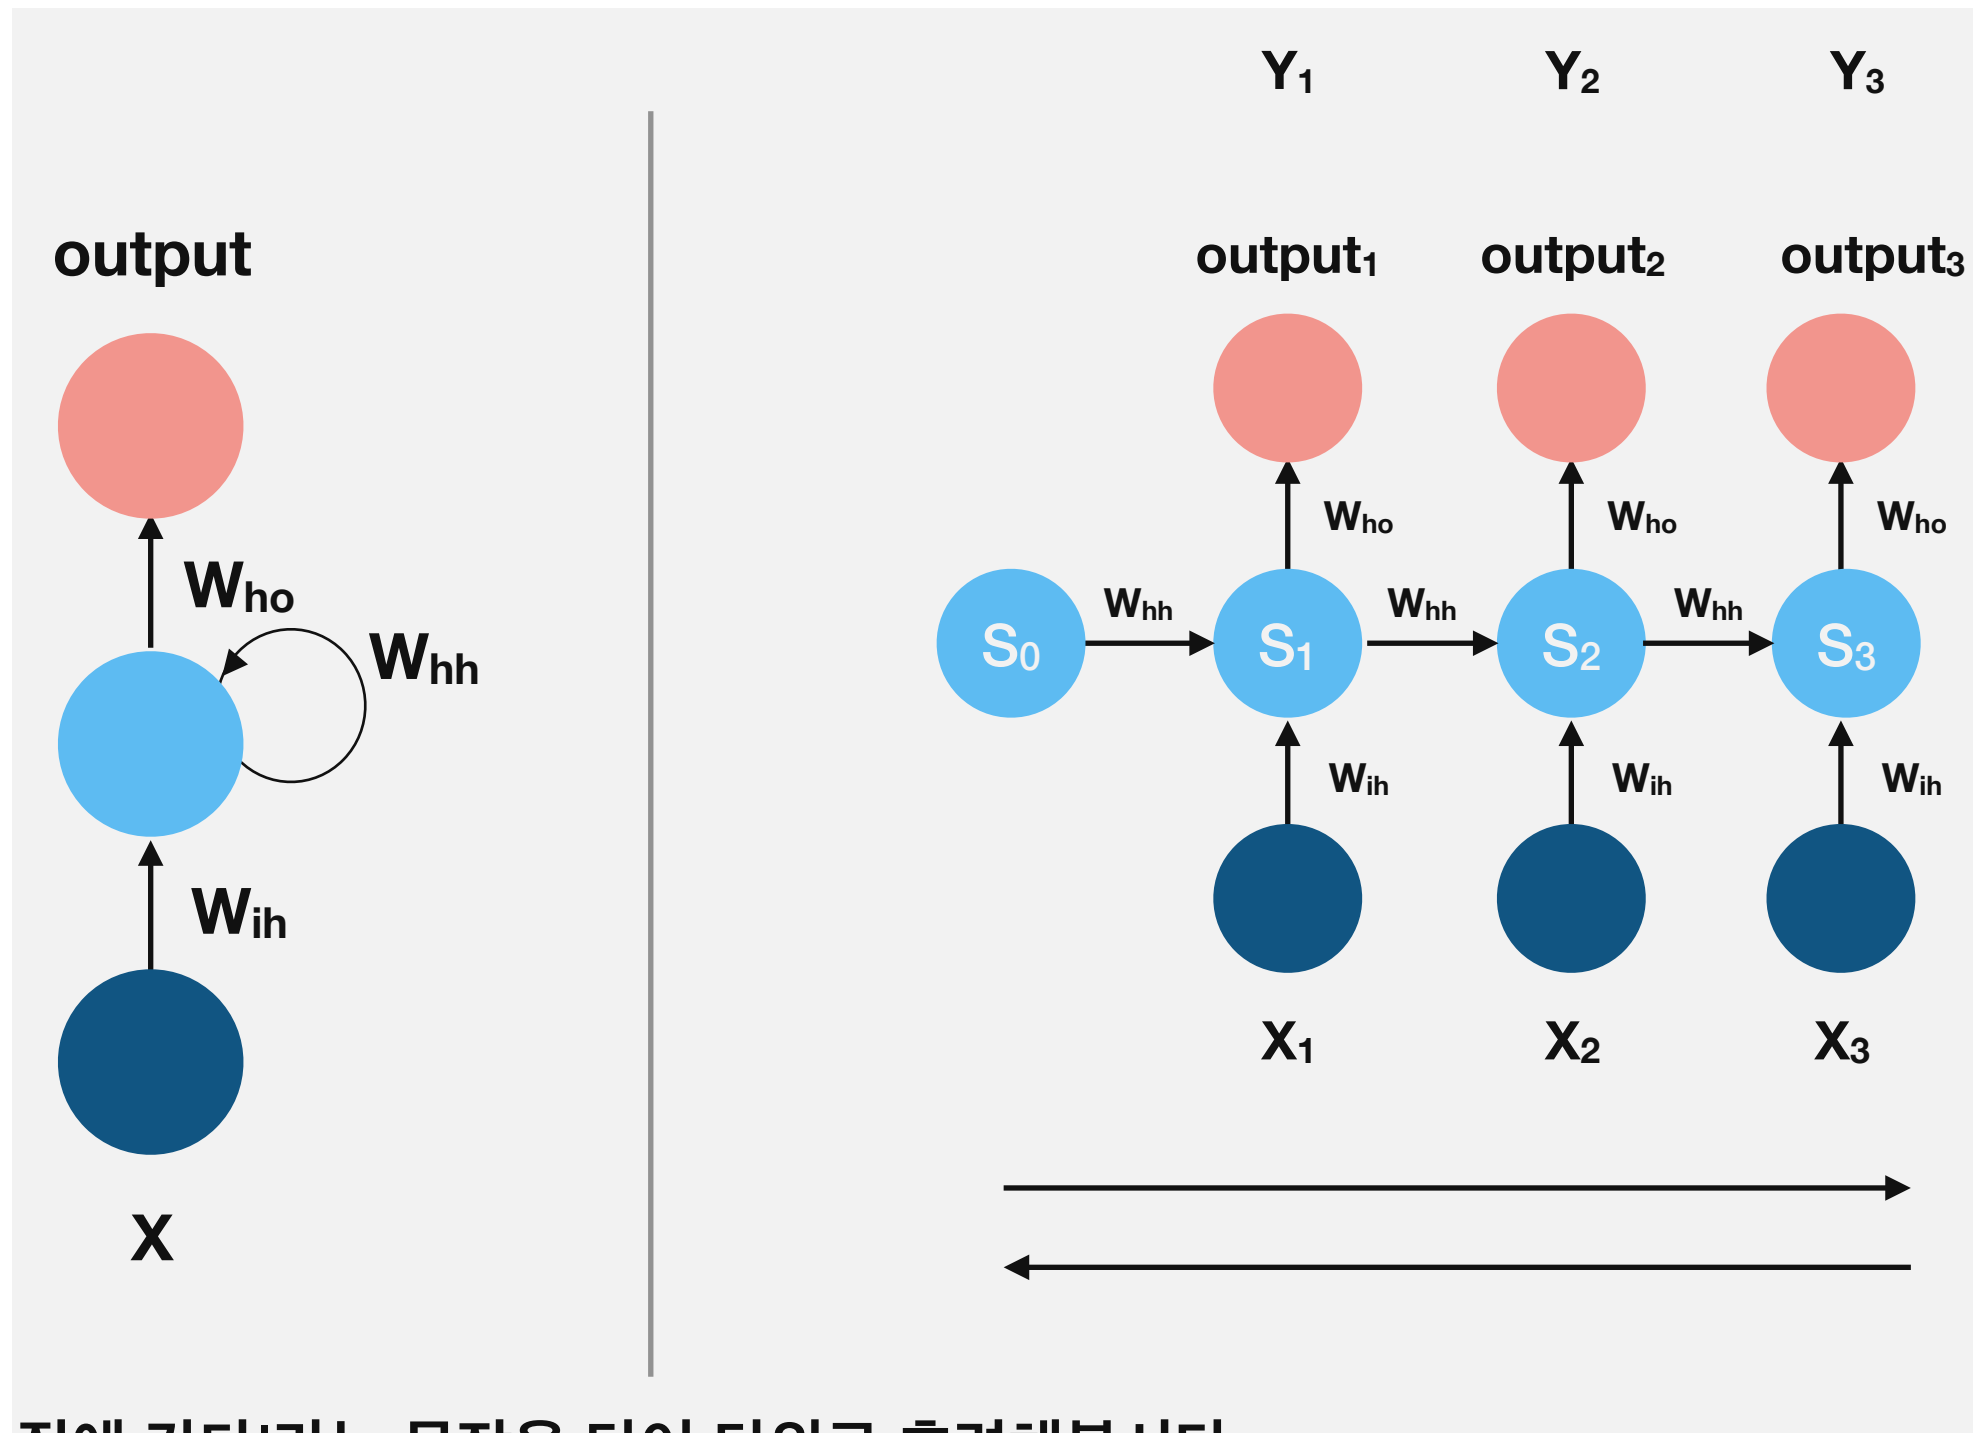 Y1 Y2 Y3
output output1 output2 output3
Who Who Who Who
Whh Whh Whh Whh
S0 S1 S2 S3
Wih Wih Wih Wih
X1 X2 X3
X